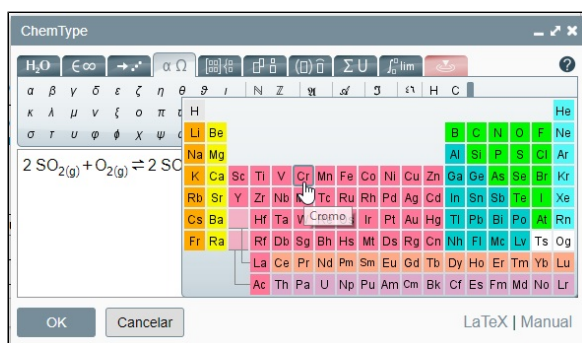 ChemType
H₂O ∈∞ → αΩ Σ U lim ?
α β γ δ ε ζ η θ ϑ ι ℕ ℤ H C
κ λ μ ν ξ ο π
σ τ υ φ ϕ χ ψ
H He
Li Be B C N O F Ne
Na Mg Al Si P S Cl Ar
K Ca Sc Ti V Cr Mn Fe Co Ni Cu Zn Ga Ge As Se Br Kr
Rb Sr Y Zr Nb Tc Ru Rh Pd Ag Cd In Sn Sb Te I Xe
Cs Ba Hf Ta Ir Pt Au Hg Tl Pb Bi Po At Rn
Fr Ra Rf Db Sg Bh Hs Mt Ds Rg Cn Nh Fl Mc Lv Ts Og
La Ce Pr Nd Pm Sm Eu Gd Tb Dy Ho Er Tm Yb Lu
Ac Th Pa U Np Pu Am Cm Bk Cf Es Fm Md No Lr
Cromo
2 SO₂(g) + O₂(g) ⇌ 2 SO
OK Cancelar LaTeX | Manual